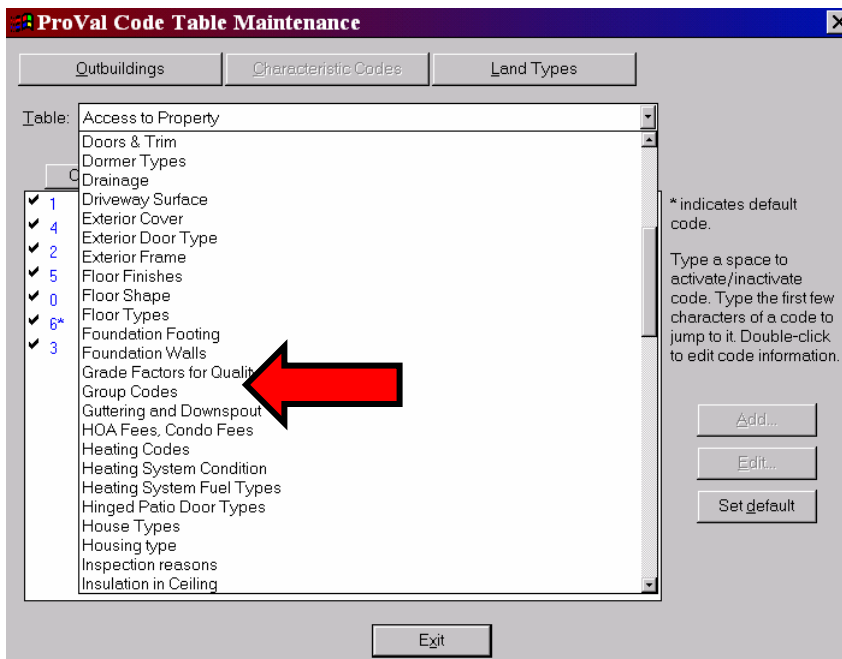 ProVal Code Table Maintenance
Outbuildings Characteristic Codes Land Types
Table: Access to Property
Doors & Trim
Dormer Types
Drainage
Driveway Surface
Exterior Cover
Exterior Door Type
Exterior Frame
Floor Finishes
Floor Shape
Floor Types
Foundation Footing
Foundation Walls
Grade Factors for Quality
Group Codes
Guttering and Downspout
HOA Fees, Condo Fees
Heating Codes
Heating System Condition
Heating System Fuel Types
Hinged Patio Door Types
House Types
Housing type
Inspection reasons
Insulation in Ceiling
1
4
2
5
0
6*
3
* indicates default
code.
Type a space to
activate/inactivate
code. Type the first few
characters of a code to
jump to it. Double-click
to edit code information.
Add...
Edit...
Set default
Exit